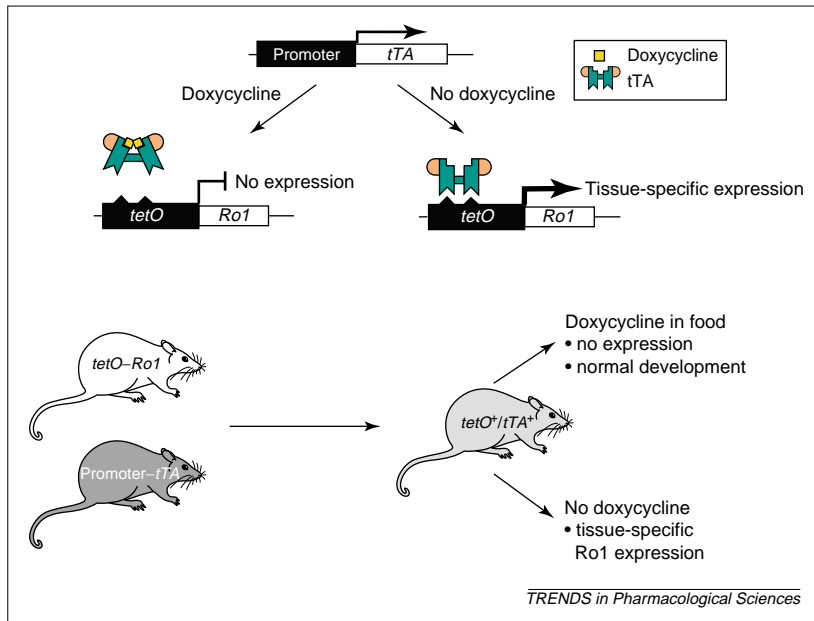 Promoter tTA
Doxycycline
tTA
Doxycycline
No doxycycline
No expression
tetO Ro1
Tissue-specific expression
tetO Ro1
tetO–Ro1
Promoter–tTA
tetO⁺/tTA⁺
Doxycycline in food
• no expression
• normal development
No doxycycline
• tissue-specific
Ro1 expression
TRENDS in Pharmacological Sciences